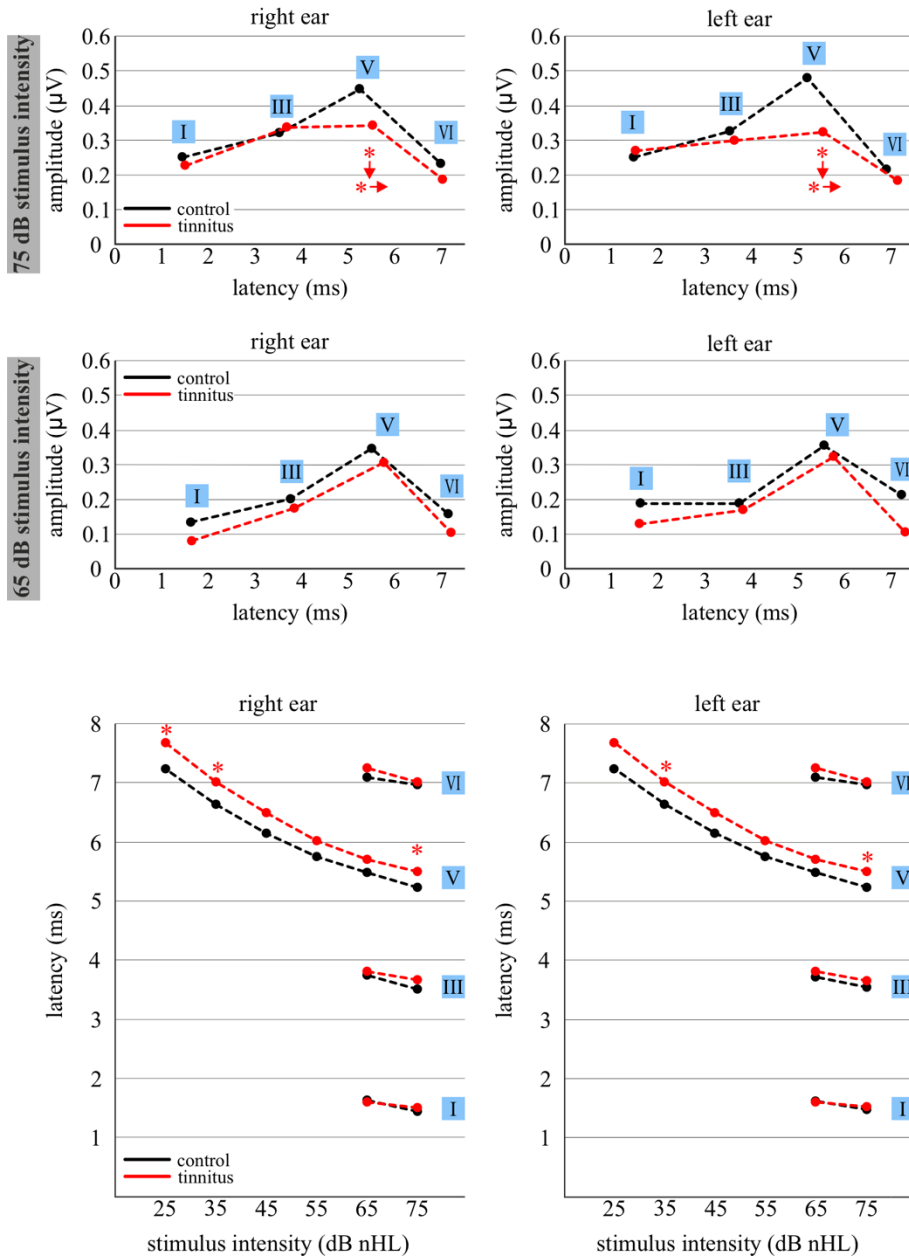 75 dB stimulus intensity
right ear
amplitude (µV)
0.6
0.5
0.4
0.3
0.2
0.1
0
I
III
V
VI
*
*
control
tinnitus
0 1 2 3 4 5 6 7
latency (ms)
left ear
amplitude (µV)
0.6
0.5
0.4
0.3
0.2
0.1
0
I
III
V
VI
*
*
0 1 2 3 4 5 6 7
latency (ms)
65 dB stimulus intensity
right ear
amplitude (µV)
0.6
0.5
0.4
0.3
0.2
0.1
0
control
tinnitus
I
III
V
VI
0 1 2 3 4 5 6 7
latency (ms)
left ear
amplitude (µV)
0.6
0.5
0.4
0.3
0.2
0.1
0
I
III
V
VI
0 1 2 3 4 5 6 7
latency (ms)
right ear
latency (ms)
8
7
6
5
4
3
2
1
*
*
*
VI
V
III
I
control
tinnitus
25 35 45 55 65 75
stimulus intensity (dB nHL)
left ear
latency (ms)
8
7
6
5
4
3
2
1
*
*
VI
V
III
I
25 35 45 55 65 75
stimulus intensity (dB nHL)